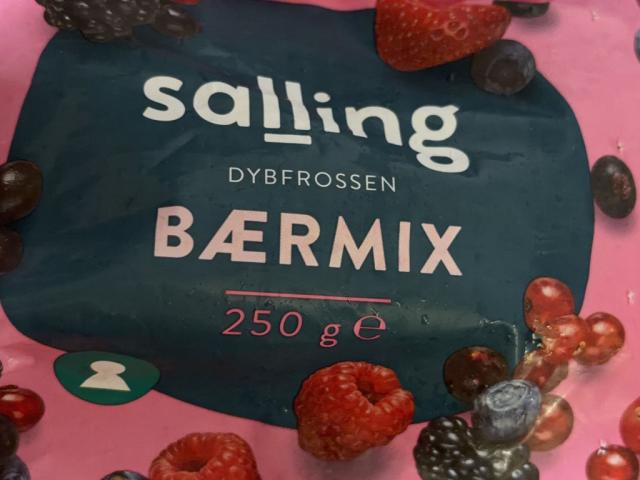 salling
DYBFROSSEN
BÆRMIX
250 g ℮